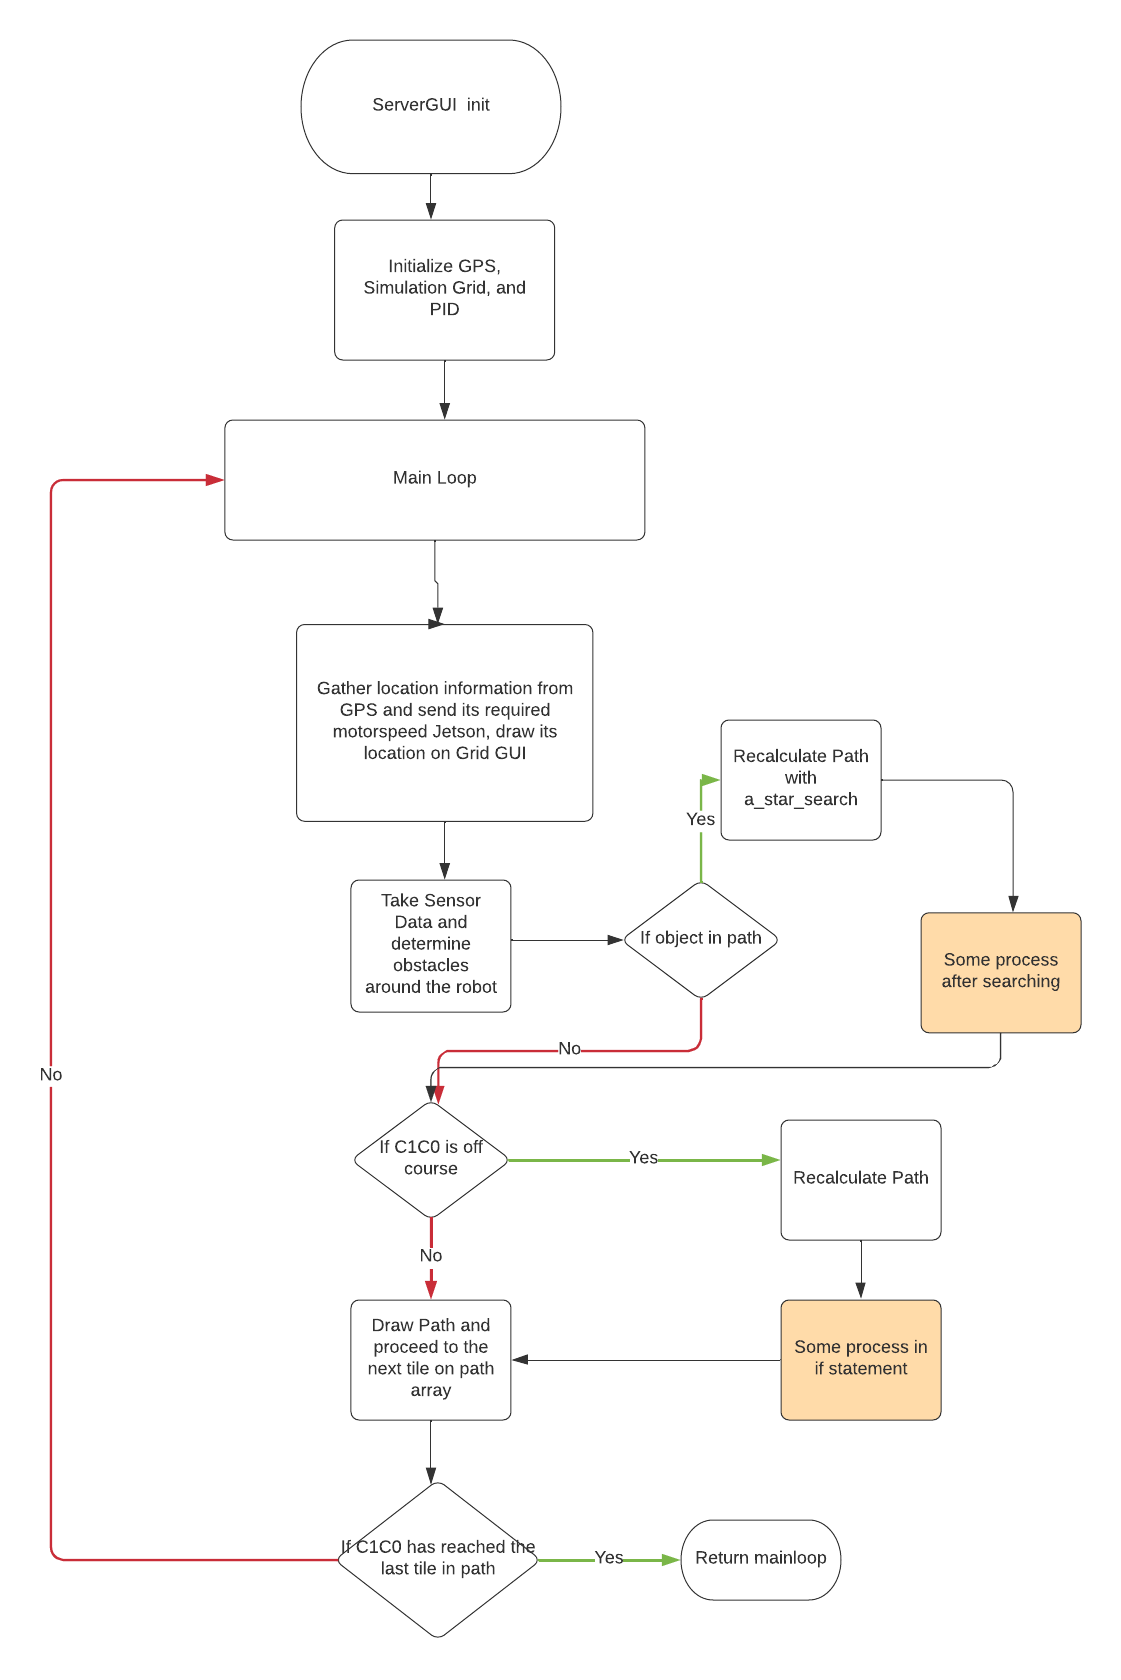 ServerGUI  init
Initialize GPS,
Simulation Grid, and
PID
Main Loop
Gather location information from
GPS and send its required
motorspeed Jetson, draw its
location on Grid GUI
Recalculate Path
with
a_star_search
Yes
Take Sensor
Data and
determine
obstacles
around the robot
If object in path
Some process
after searching
No
No
If C1C0 is off
course
Yes
Recalculate Path
No
Draw Path and
proceed to the
next tile on path
array
Some process in
if statement
If C1C0 has reached the
last tile in path
Yes
Return mainloop